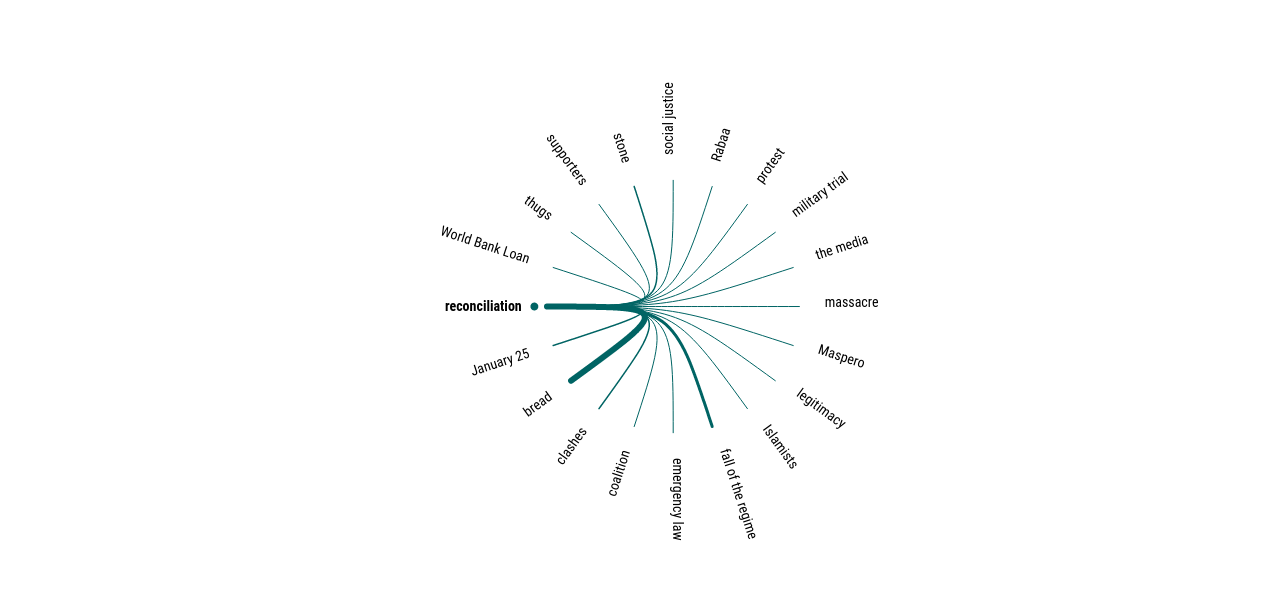 social justice
Rabaa
protest
military trial
the media
massacre
Maspero
legitimacy
Islamists
fall of the regime
emergency law
coalition
clashes
bread
January 25
reconciliation
World Bank Loan
thugs
supporters
stone